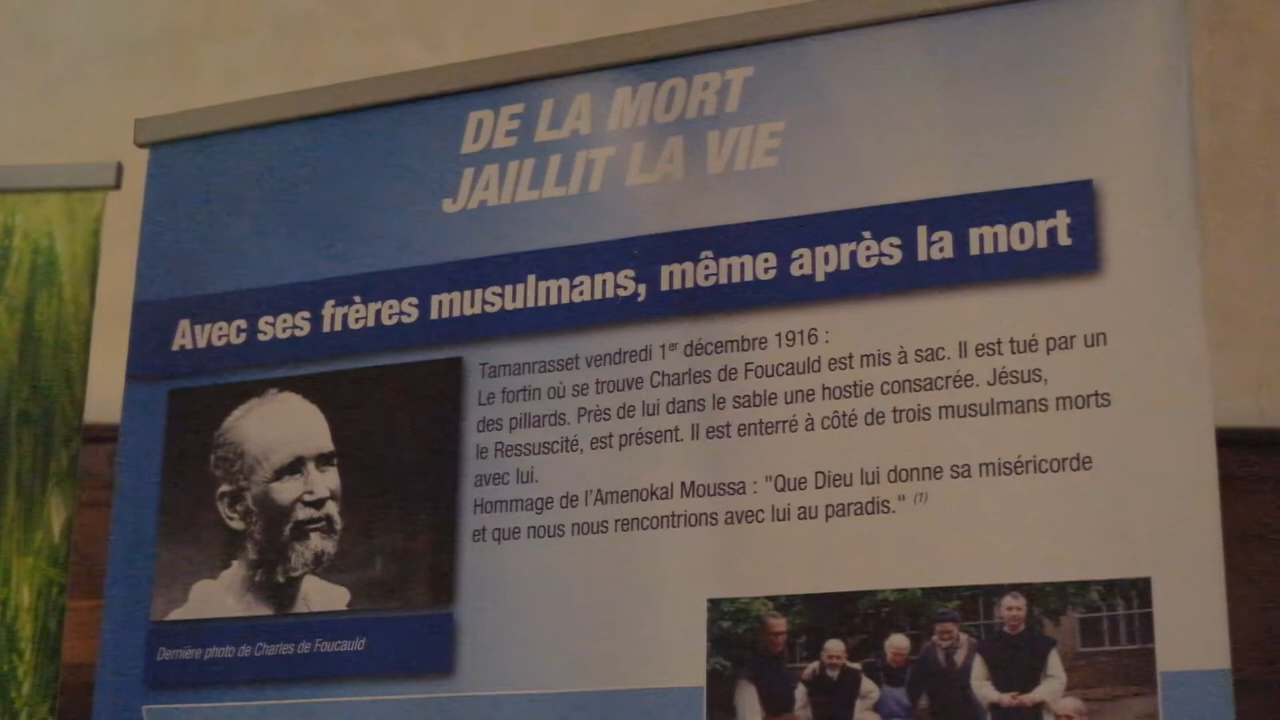 DE LA MORT
JAILLIT LA VIE
Avec ses frères musulmans, même après la mort
Tamanrasset vendredi 1er décembre 1916 :
Le fortin où se trouve Charles de Foucauld est mis à sac. Il est tué par un
des pillards. Près de lui dans le sable une hostie consacrée. Jésus,
le Ressuscité, est présent. Il est enterré à côté de trois musulmans morts
avec lui.
Hommage de l'Amenokal Moussa : "Que Dieu lui donne sa miséricorde
et que nous nous rencontrions avec lui au paradis." (1)
Dernière photo de Charles de Foucauld